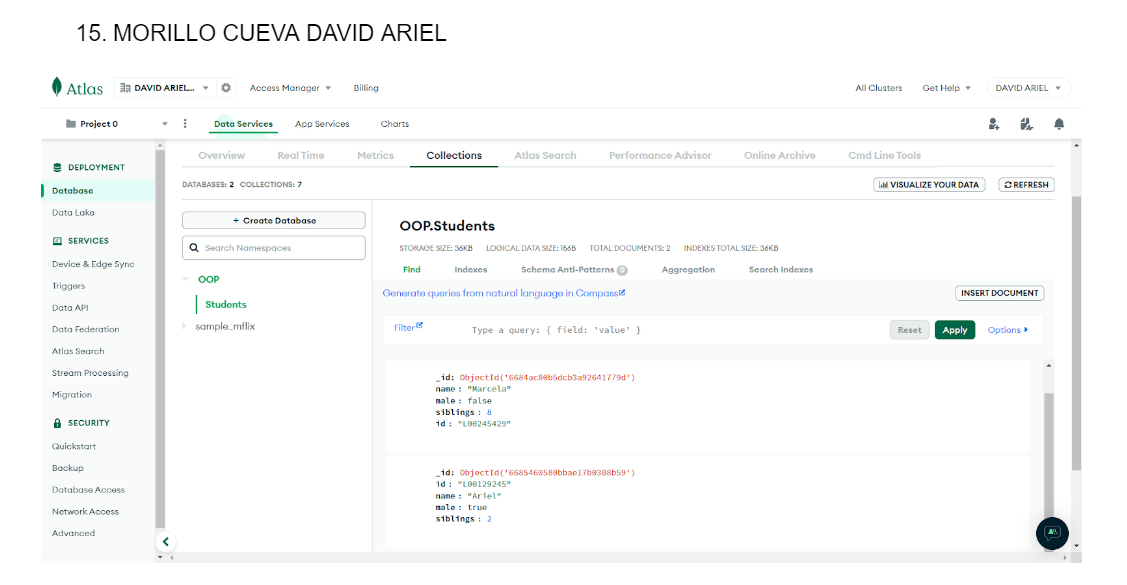 15. MORILLO CUEVA DAVID ARIEL
Atlas DAVID ARIEL... Access Manager Billing All Clusters Get Help DAVID ARIEL
Project 0 Data Services App Services Charts
DEPLOYMENT
Database
Data Lake
SERVICES
Device & Edge Sync
Triggers
Data API
Data Federation
Atlas Search
Stream Processing
Migration
SECURITY
Quickstart
Backup
Database Access
Network Access
Advanced
Overview Real Time Metrics Collections Atlas Search Performance Advisor Online Archive Cmd Line Tools
DATABASES: 2 COLLECTIONS: 7 VISUALIZE YOUR DATA REFRESH
+ Create Database
Search Namespaces
OOP
Students
sample_mflix
OOP.Students
STORAGE SIZE: 36KB LOGICAL DATA SIZE: 156B TOTAL DOCUMENTS: 2 INDEXES TOTAL SIZE: 36KB
Find Indexes Schema Anti-Patterns 0 Aggregation Search Indexes
Generate queries from natural language in Compass INSERT DOCUMENT
Filter Type a query: { field: 'value' } Reset Apply Options
_id: ObjectId('6684ac80b5dcb3a92641779d')
name : "Marcela"
male : false
siblings : 8
id : "L00245429"
_id: ObjectId('6685460580bbae17b0308b59')
id : "L00129245"
name : "Ariel"
male : true
siblings : 2